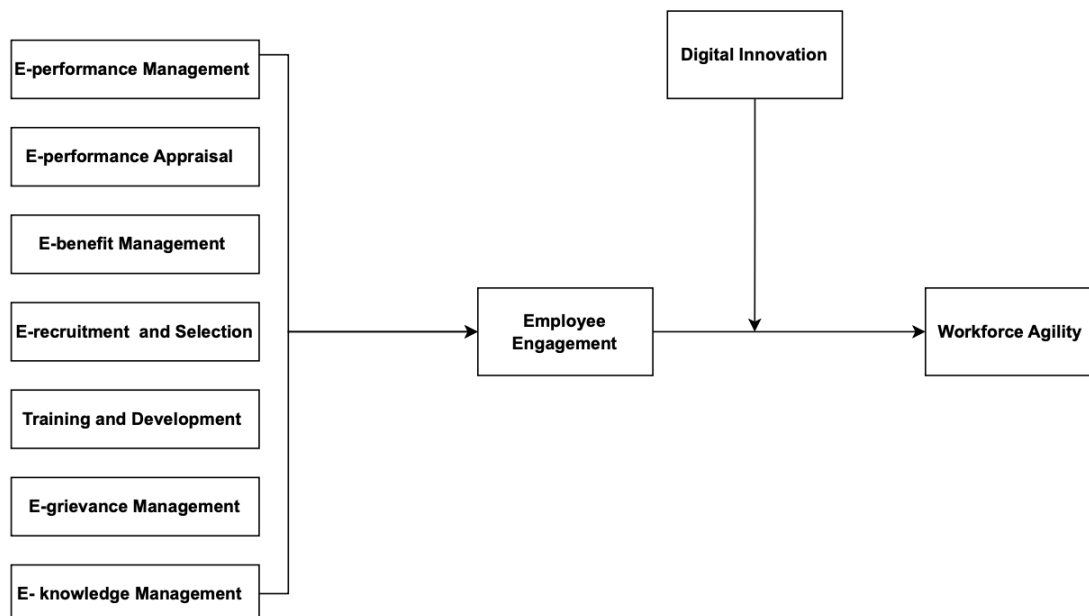 E-performance Management
E-performance Appraisal
E-benefit Management
E-recruitment and Selection
Training and Development
E-grievance Management
E- knowledge Management
Employee
Engagement
Digital Innovation
Workforce Agility